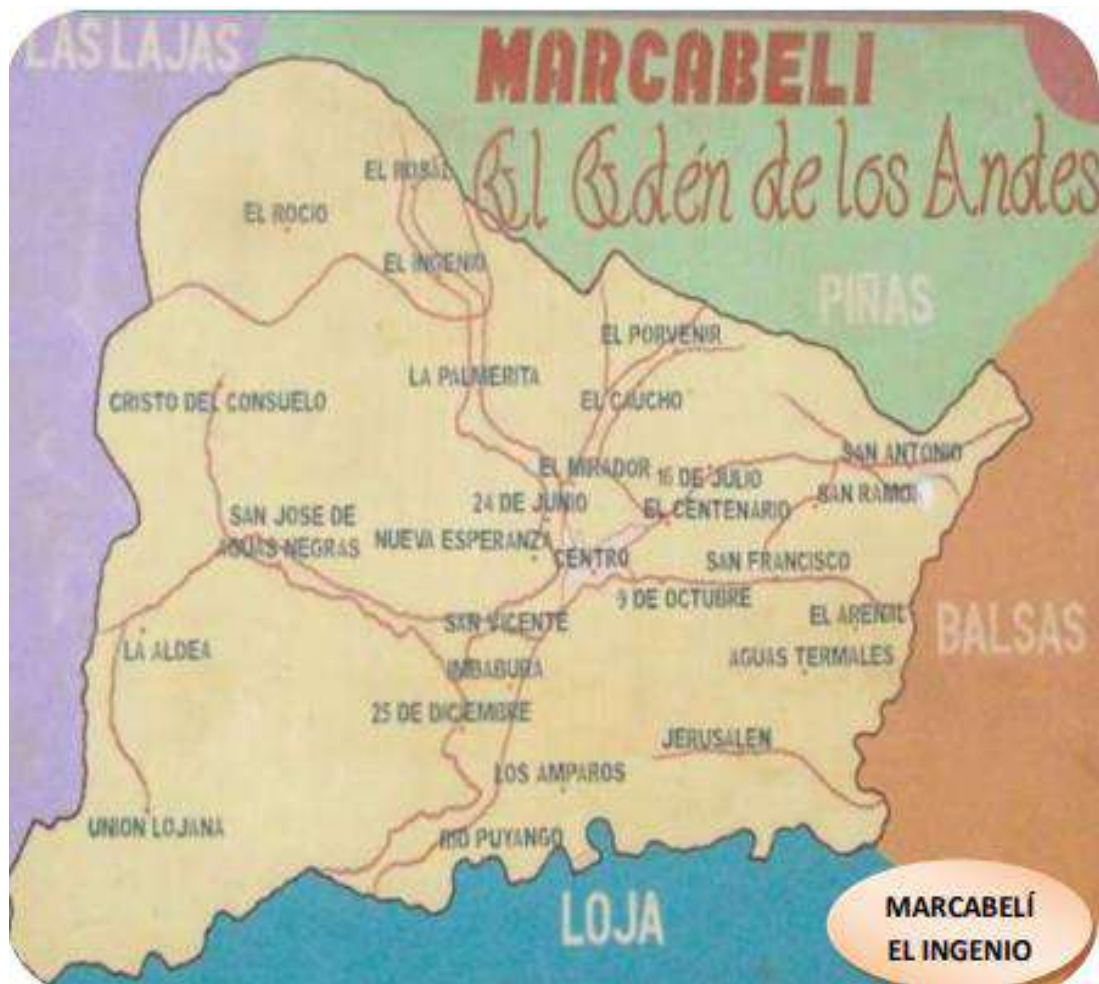 LAS LAJAS
MARCABELI
El Edén de los Andes
EL ROBAL
EL ROCIO
EL INGENIO
PIÑAS
EL PORVENIR
LA PALMERITA
CRISTO DEL CONSUELO
EL CAUCHO
SAN ANTONIO
EL MIRADOR
16 DE JULIO
SAN RAMON
24 DE JUNIO
EL CENTENARIO
SAN JOSE DE
AGUAS NEGRAS
NUEVA ESPERANZA
CENTRO
SAN FRANCISCO
9 DE OCTUBRE
EL ARENAL
SAN VICENTE
BALSAS
LA ALDEA
AGUAS TERMALES
IMBABURA
25 DE DICIEMBRE
JERUSALEN
LOS AMPAROS
UNION LOJANA
RIO PUYANGO
LOJA
MARCABELÍ
EL INGENIO